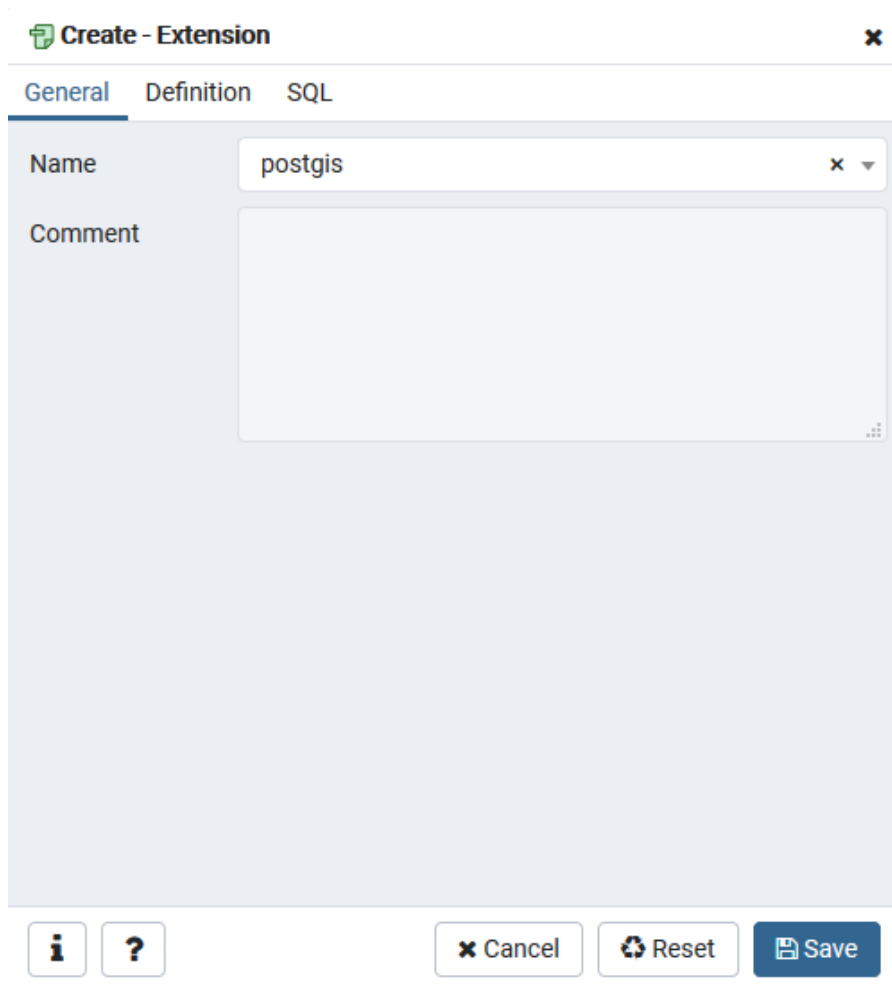 Create - Extension
General Definition SQL
Name postgis
Comment
i ? Cancel Reset Save